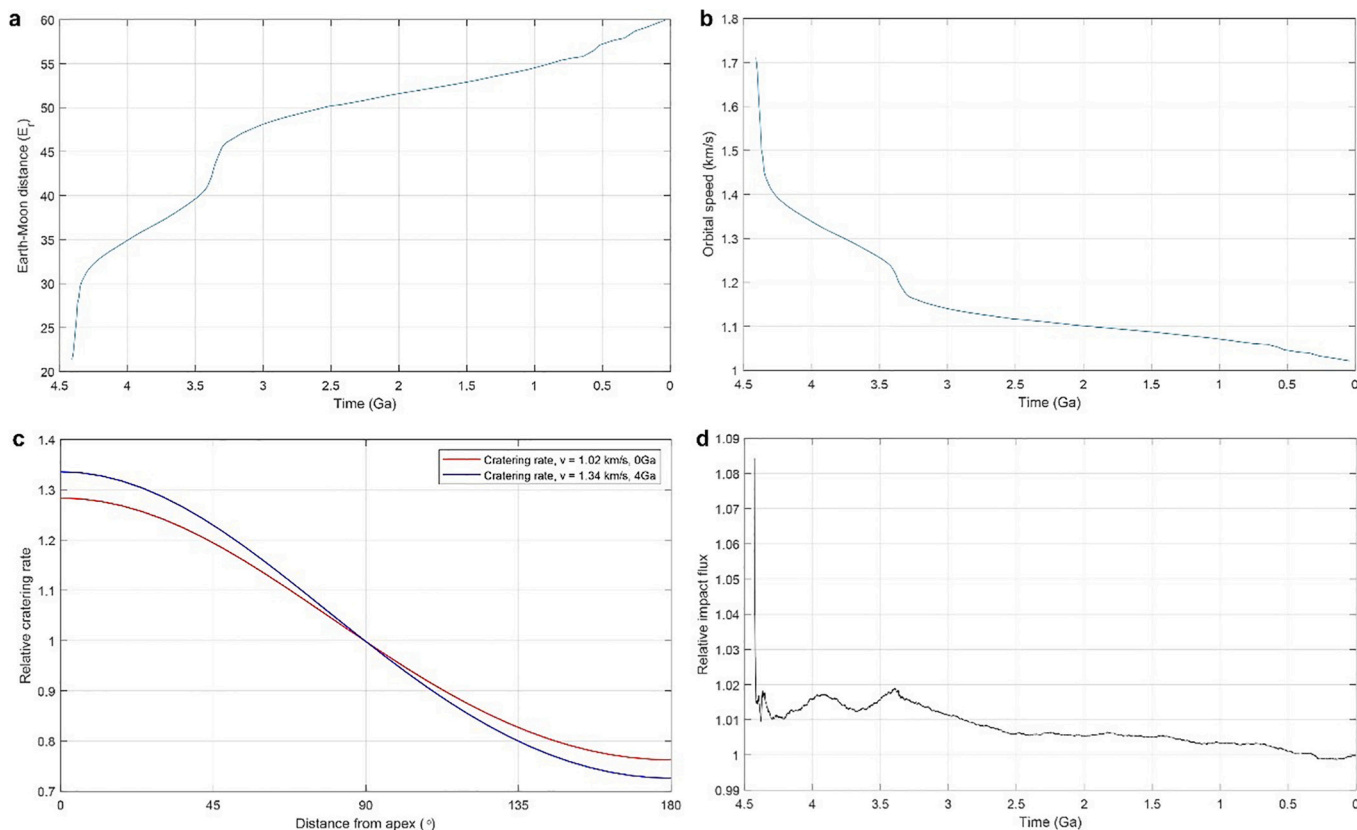 a
60
55
50
45
40
35
30
25
20
Earth-Moon distance (E_r)
4.5 4 3.5 3 2.5 2 1.5 1 0.5 0
Time (Ga)
b
1.8
1.7
1.6
1.5
1.4
1.3
1.2
1.1
1
Orbital speed (km/s)
4.5 4 3.5 3 2.5 2 1.5 1 0.5 0
Time (Ga)
c
1.4
1.3
1.2
1.1
1
0.9
0.8
0.7
Relative cratering rate
Cratering rate, v = 1.02 km/s, 0Ga
Cratering rate, v = 1.34 km/s, 4Ga
0 45 90 135 180
Distance from apex (°)
d
1.09
1.08
1.07
1.06
1.05
1.04
1.03
1.02
1.01
1
0.99
Relative impact flux
4.5 4 3.5 3 2.5 2 1.5 1 0.5 0
Time (Ga)